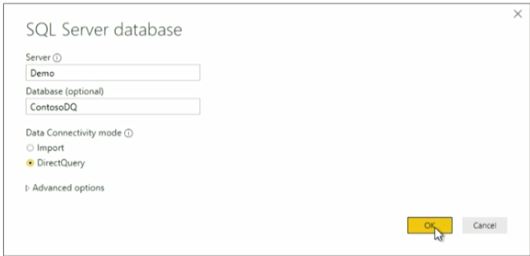 SQL Server database
Server
Demo
Database (optional)
ContosoDQ
Data Connectivity mode
Import
DirectQuery
Advanced options
OK Cancel